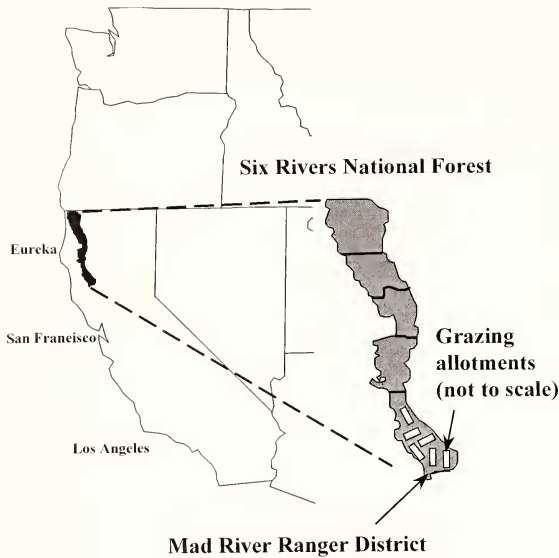 Six Rivers National Forest
Eureka
San Francisco
Grazing
allotments
(not to scale)
Los Angeles
Mad River Ranger District